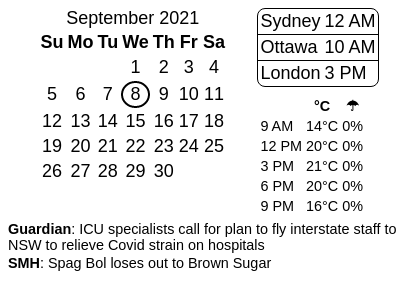 September 2021
Su Mo Tu We Th Fr Sa
1 2 3 4
5 6 7 8 9 10 11
12 13 14 15 16 17 18
19 20 21 22 23 24 25
26 27 28 29 30
Sydney 12 AM
Ottawa 10 AM
London 3 PM
°C ☂
9 AM 14°C 0%
12 PM 20°C 0%
3 PM 21°C 0%
6 PM 20°C 0%
9 PM 16°C 0%
Guardian: ICU specialists call for plan to fly interstate staff to
NSW to relieve Covid strain on hospitals
SMH: Spag Bol loses out to Brown Sugar